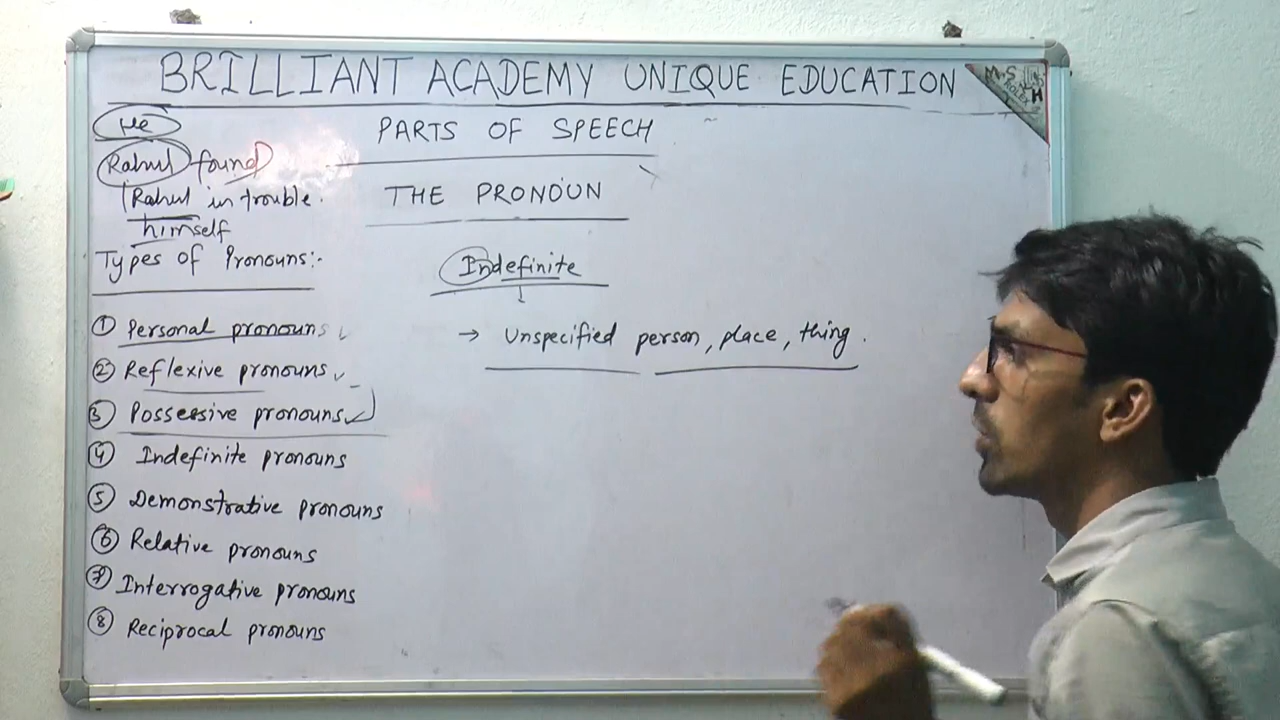 BRILLIANT ACADEMY UNIQUE EDUCATION
PARTS OF SPEECH
THE PRONOUN
He
Rahul found
Rahul in trouble.
himself
Types of Pronouns:-
① Personal pronouns
② Reflexive pronouns
③ Possessive pronouns
④ Indefinite pronouns
⑤ Demonstrative pronouns
⑥ Relative pronouns
⑦ Interrogative pronouns
⑧ Reciprocal pronouns
Indefinite
→ Unspecified person, place, thing.